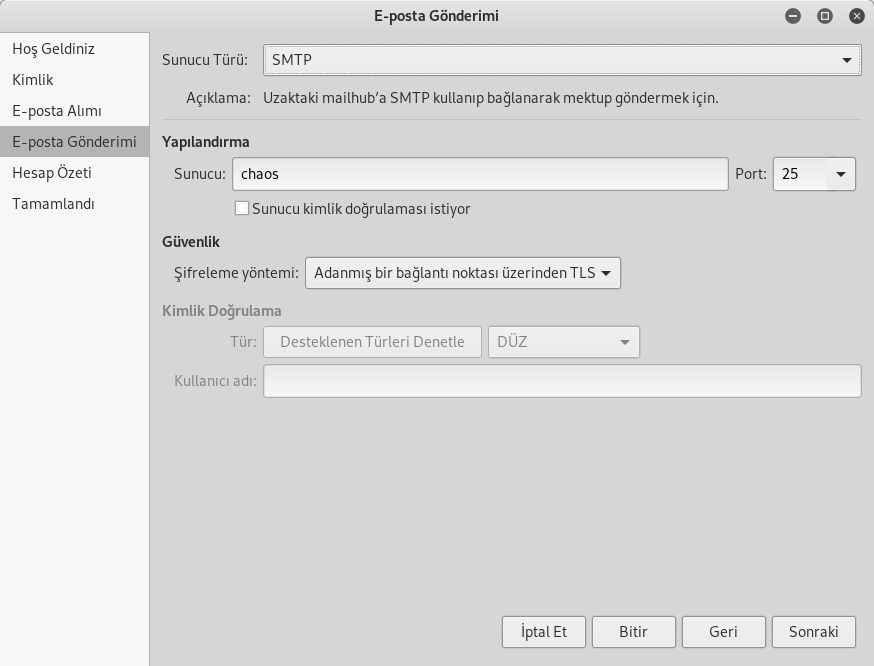 E-posta Gönderimi
Hoş Geldiniz
Kimlik
E-posta Alımı
E-posta Gönderimi
Hesap Özeti
Tamamlandı
Sunucu Türü: SMTP
Açıklama: Uzaktaki mailhub’a SMTP kullanıp bağlanarak mektup göndermek için.
Yapılandırma
Sunucu: chaos Port: 25
Sunucu kimlik doğrulaması istiyor
Güvenlik
Şifreleme yöntemi: Adanmış bir bağlantı noktası üzerinden TLS
Kimlik Doğrulama
Tür: Desteklenen Türleri Denetle DÜZ
Kullanıcı adı:
İptal Et Bitir Geri Sonraki